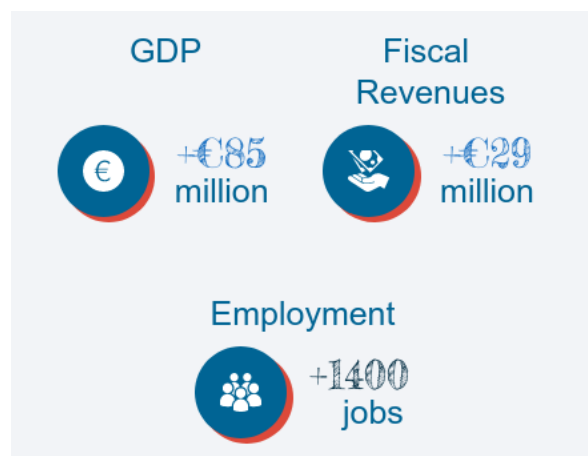 GDP
Fiscal
Revenues
€
+€85
million
+€29
million
Employment
+1400
jobs